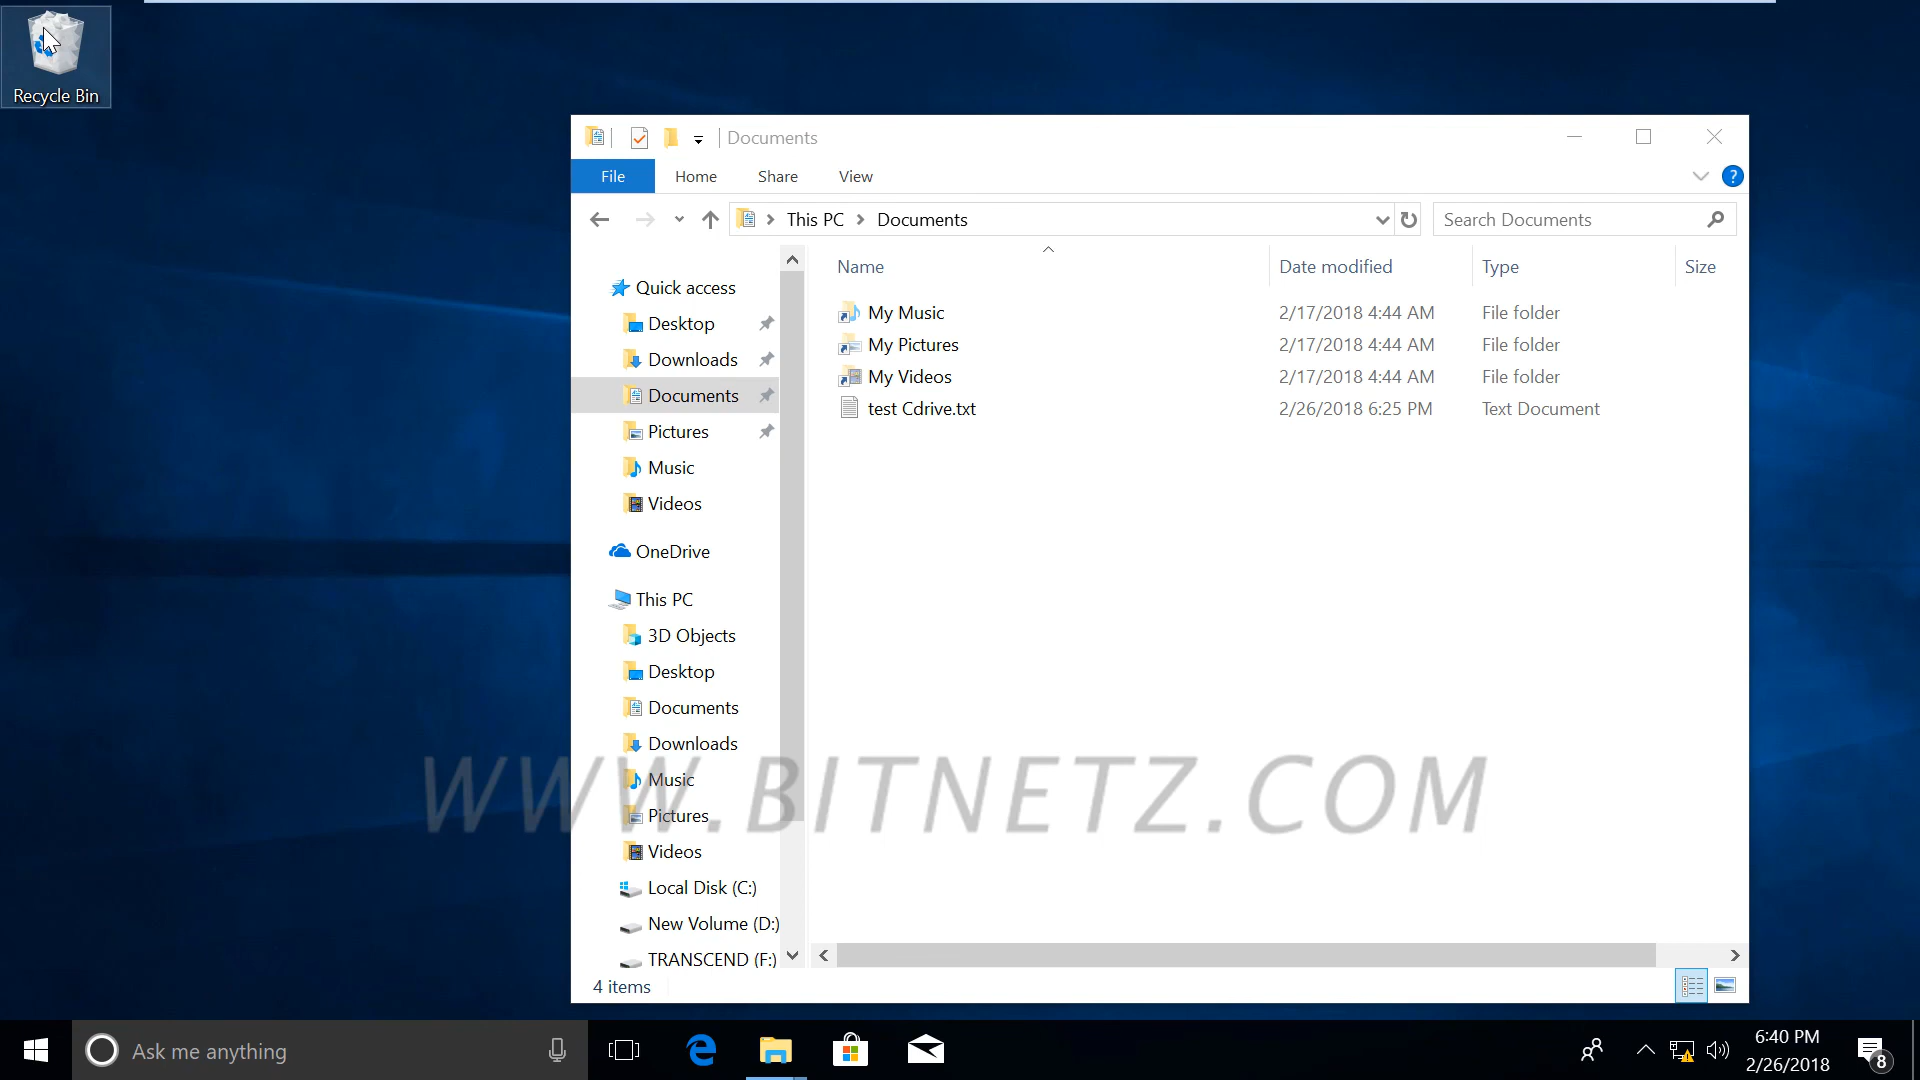 Recycle Bin
Documents
File Home Share View
?
This PC Documents
Search Documents
Name Date modified Type Size
Quick access
Desktop
Downloads
Documents
Pictures
Music
Videos
OneDrive
This PC
3D Objects
Desktop
Documents
Downloads
Music
Pictures
Videos
Local Disk (C:)
New Volume (D:)
TRANSCEND (F:)
My Music 2/17/2018 4:44 AM File folder
My Pictures 2/17/2018 4:44 AM File folder
My Videos 2/17/2018 4:44 AM File folder
test Cdrive.txt 2/26/2018 6:25 PM Text Document
WWW.BITNETZ.COM
4 items
Ask me anything
6:40 PM
2/26/2018
8